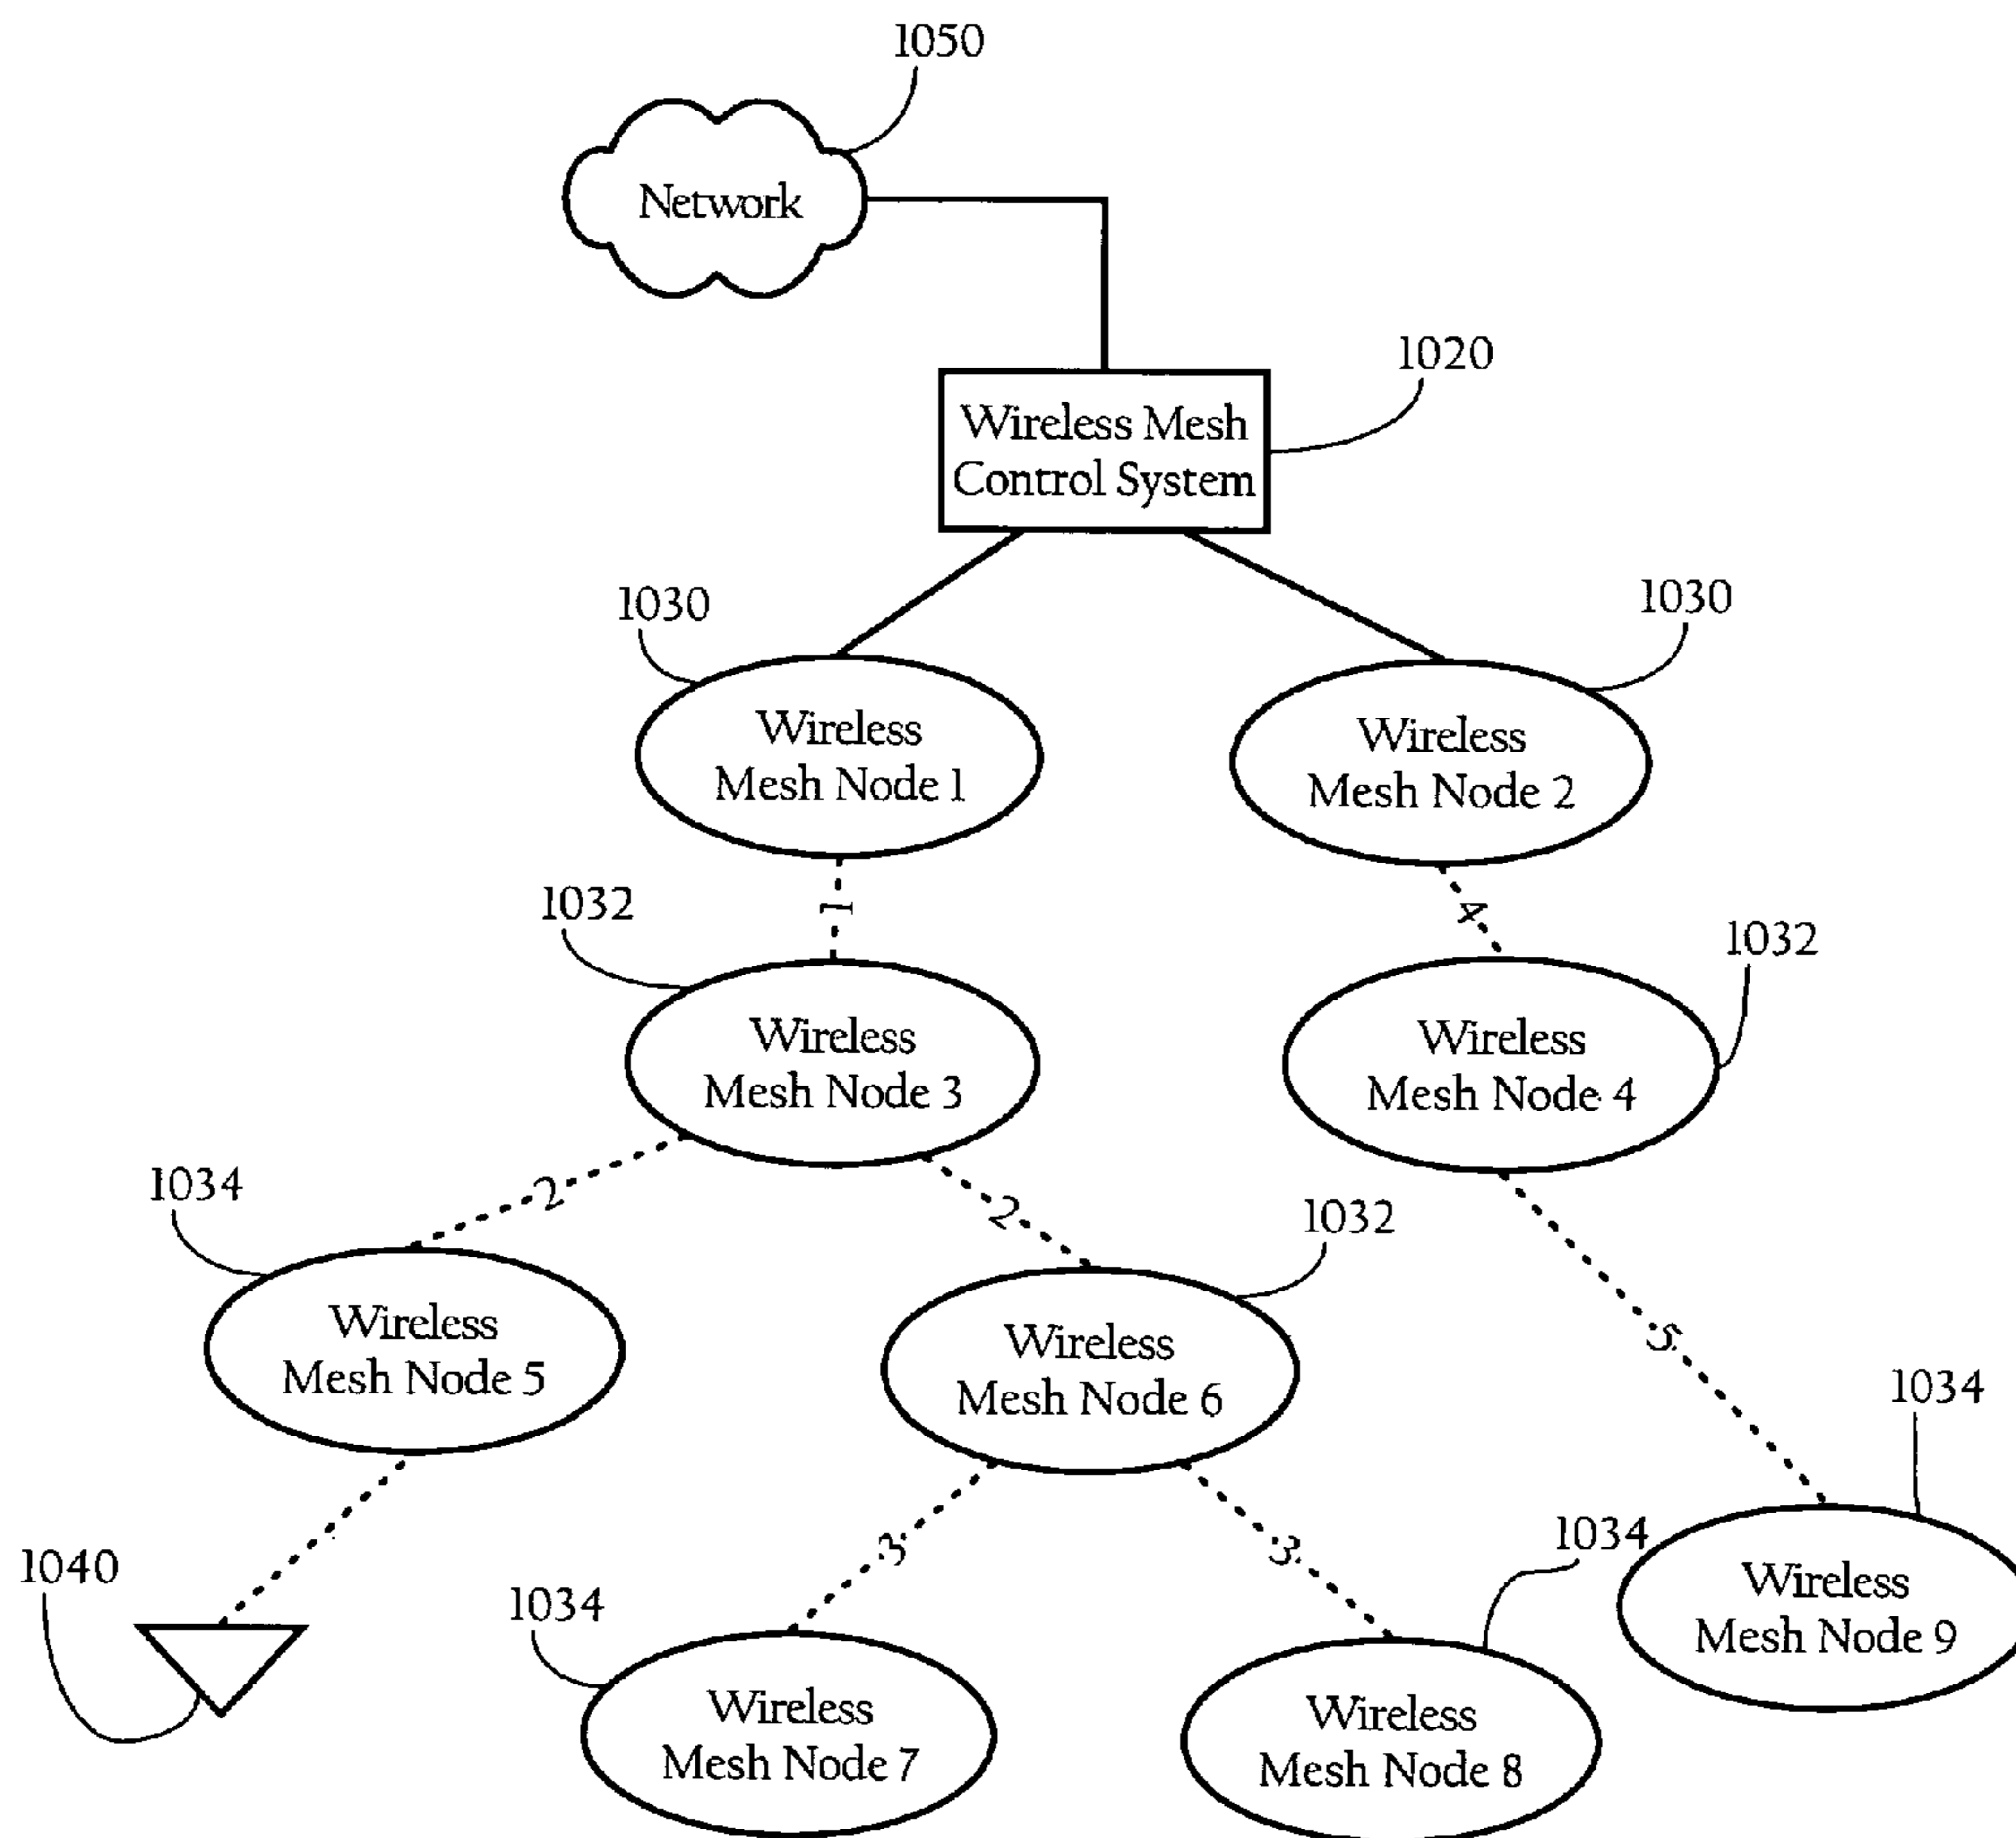 1050
Network
1020
Wireless Mesh
Control System
1030
1030
Wireless
Mesh Node 1
Wireless
Mesh Node 2
1032
1
4
1032
Wireless
Mesh Node 3
Wireless
Mesh Node 4
1034
2
2
1032
Wireless
Mesh Node 5
Wireless
Mesh Node 6
5
1034
1040
3
3
1034
1034
Wireless
Mesh Node 9
Wireless
Mesh Node 7
Wireless
Mesh Node 8